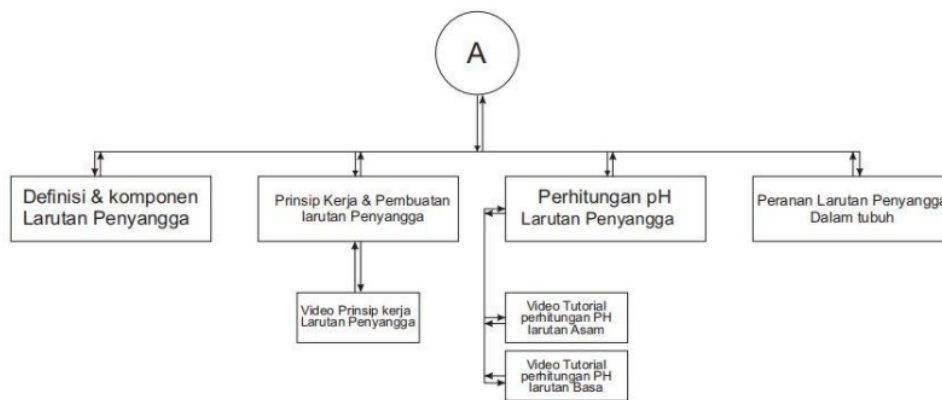 A
Definisi & komponen
Larutan Penyangga
Prinsip Kerja & Pembuatan
larutan Penyangga
Perhitungan pH
Larutan Penyangga
Peranan Larutan Penyangga
Dalam tubuh
Video Prinsip kerja
Larutan Penyangga
Video Tutorial
perhitungan PH
larutan Asam
Video Tutorial
perhitungan PH
larutan Basa